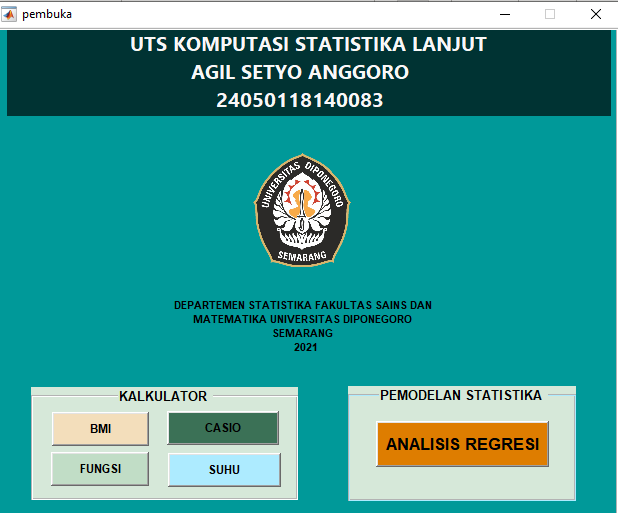 pembuka
UTS KOMPUTASI STATISTIKA LANJUT
AGIL SETYO ANGGORO
24050118140083
UNIVERSITAS DIPONEGORO
SEMARANG
DEPARTEMEN STATISTIKA FAKULTAS SAINS DAN
MATEMATIKA UNIVERSITAS DIPONEGORO
SEMARANG
2021
KALKULATOR
BMI
CASIO
FUNGSI
SUHU
PEMODELAN STATISTIKA
ANALISIS REGRESI